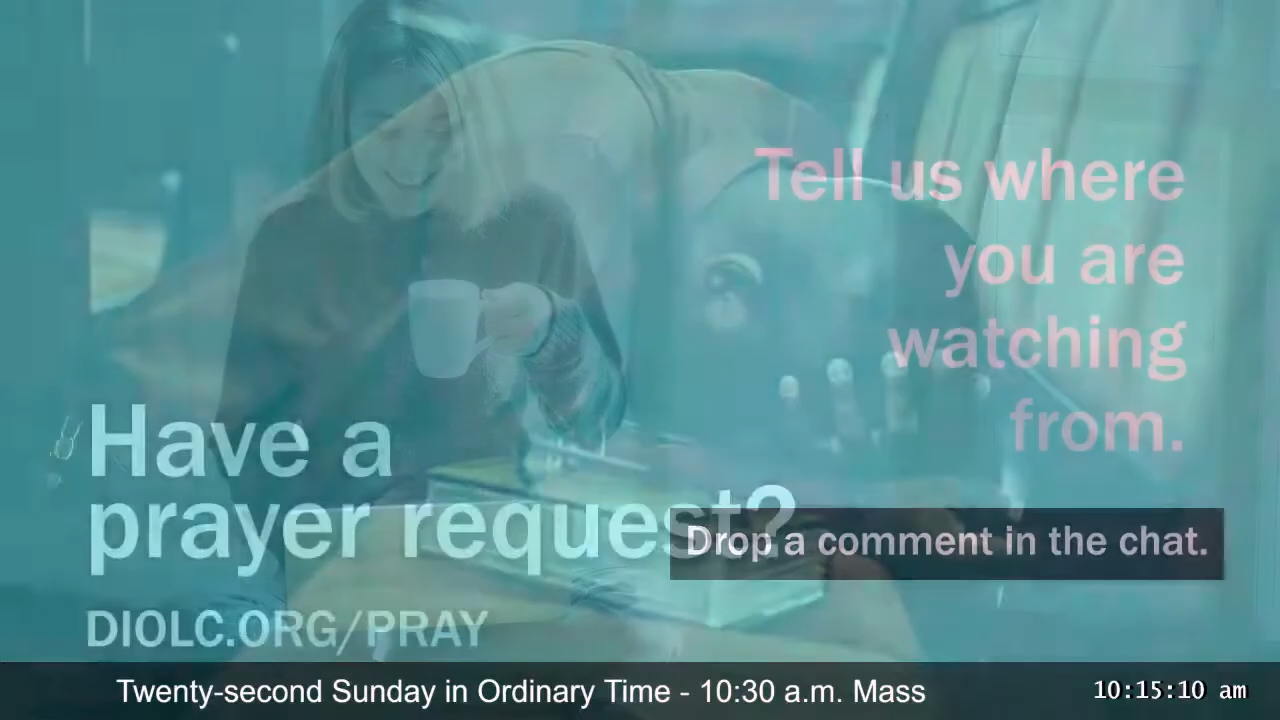 Tell us where
you are
watching
from.
Have a
prayer request?
Drop a comment in the chat.
DIOLC.ORG/PRAY
Twenty-second Sunday in Ordinary Time - 10:30 a.m. Mass
10:15:10 am